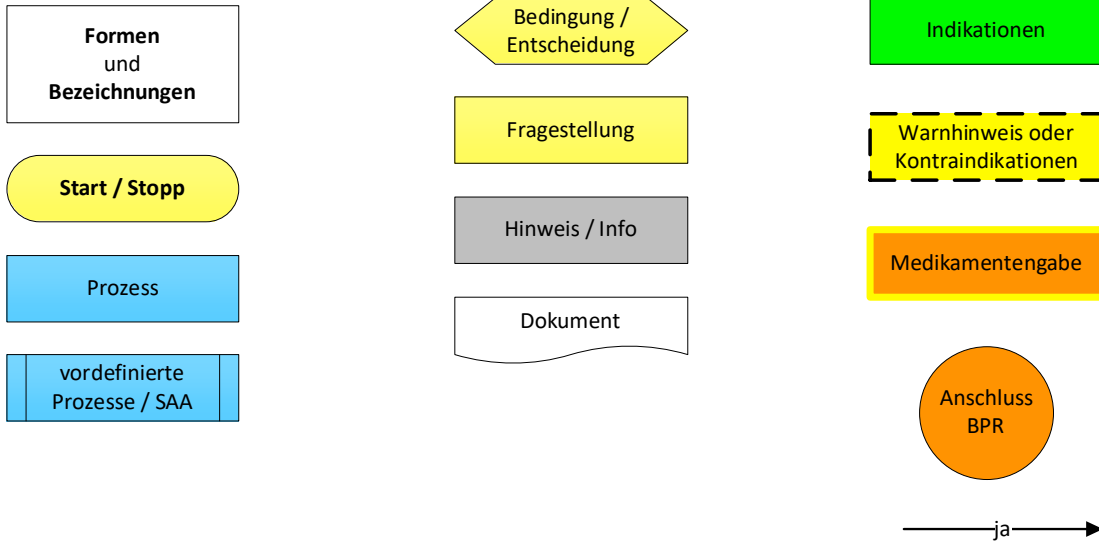 Formen
und
Bezeichnungen
Start / Stopp
Prozess
vordefinierte
Prozesse / SAA
Bedingung /
Entscheidung
Fragestellung
Hinweis / Info
Dokument
Indikationen
Warnhinweis oder
Kontraindikationen
Medikamentengabe
Anschluss
BPR
ja